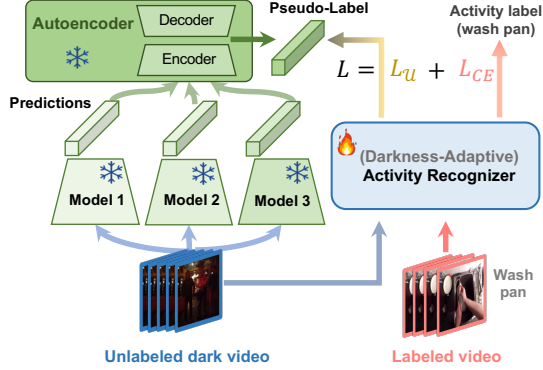 Autoencoder
Decoder
Encoder
Pseudo-Label
Activity label
(wash pan)
L = L_U + L_CE
Predictions
Model 1
Model 2
Model 3
(Darkness-Adaptive)
Activity Recognizer
Wash
pan
Unlabeled dark video
Labeled video